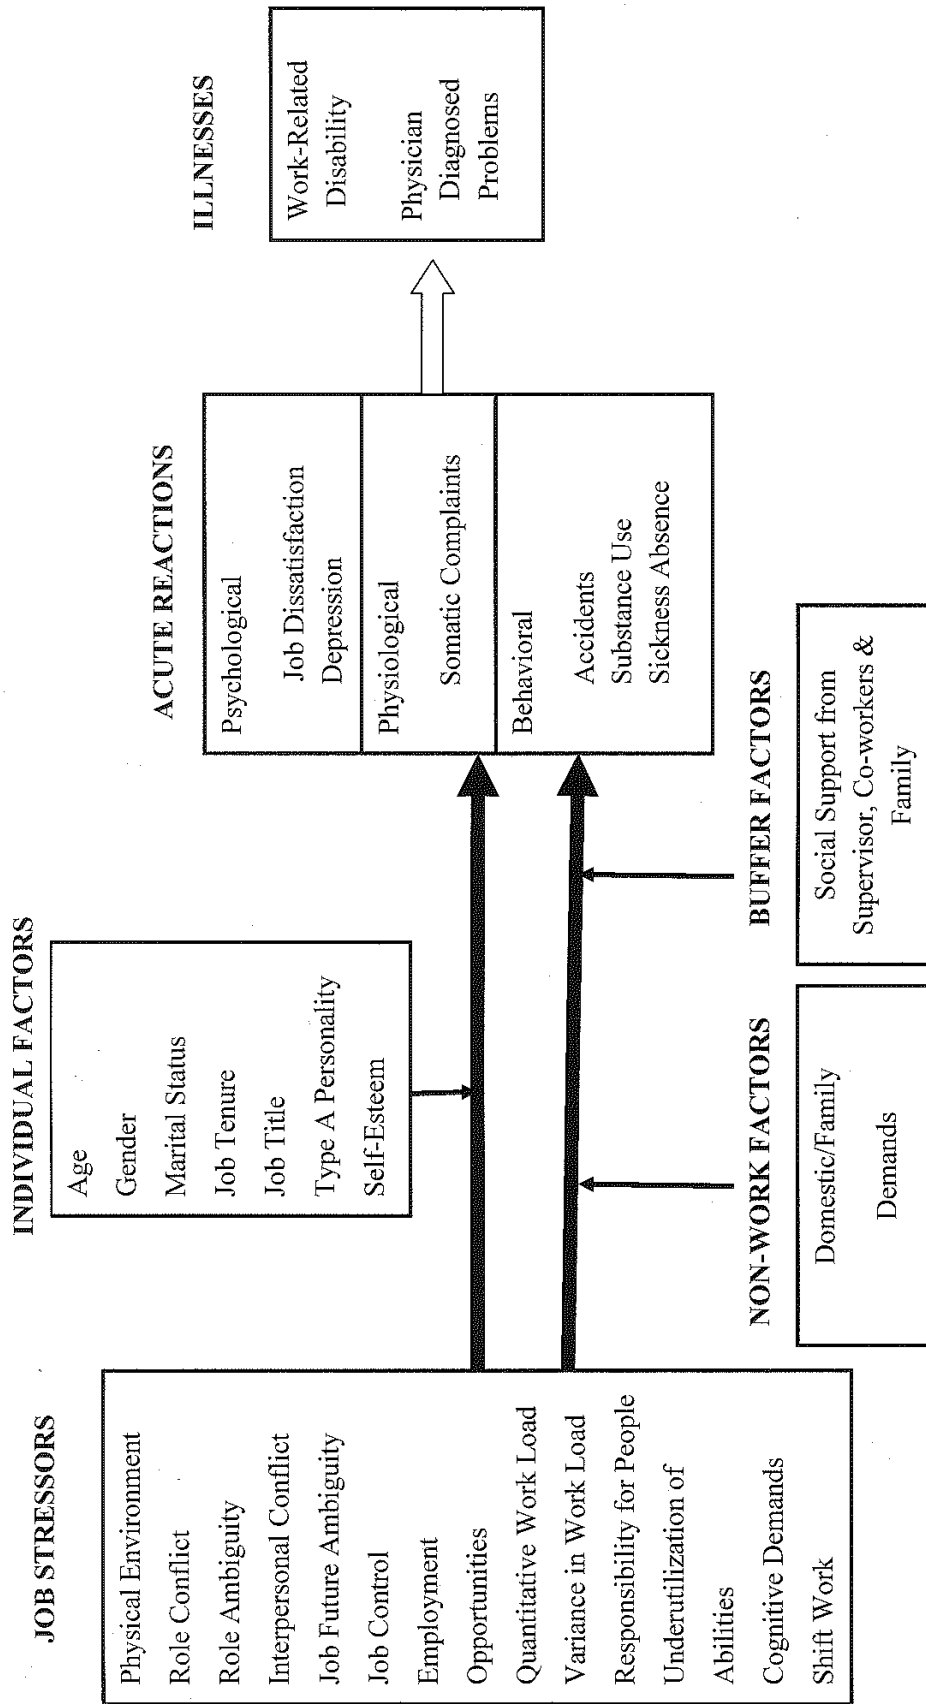 JOB STRESSORS
Physical Environment
Role Conflict
Role Ambiguity
Interpersonal Conflict
Job Future Ambiguity
Job Control
Employment
Opportunities
Quantitative Work Load
Variance in Work Load
Responsibility for People
Underutilization of
Abilities
Cognitive Demands
Shift Work
INDIVIDUAL FACTORS
Age
Gender
Marital Status
Job Tenure
Job Title
Type A Personality
Self-Esteem
NON-WORK FACTORS
Domestic/Family
Demands
BUFFER FACTORS
Social Support from
Supervisor, Co-workers &
Family
ACUTE REACTIONS
Psychological
Job Dissatisfaction
Depression
Physiological
Somatic Complaints
Behavioral
Accidents
Substance Use
Sickness Absence
ILLNESSES
Work-Related
Disability
Physician
Diagnosed
Problems